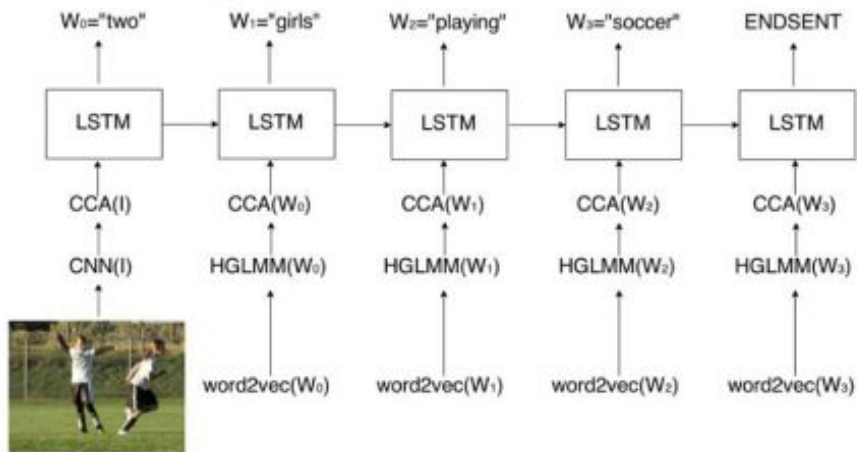 W₀="two" W₁="girls" W₂="playing" W₃="soccer" ENDSENT
LSTM LSTM LSTM LSTM LSTM
CCA(I) CCA(W₀) CCA(W₁) CCA(W₂) CCA(W₃)
CNN(I) HGLMM(W₀) HGLMM(W₁) HGLMM(W₂) HGLMM(W₃)
word2vec(W₀) word2vec(W₁) word2vec(W₂) word2vec(W₃)